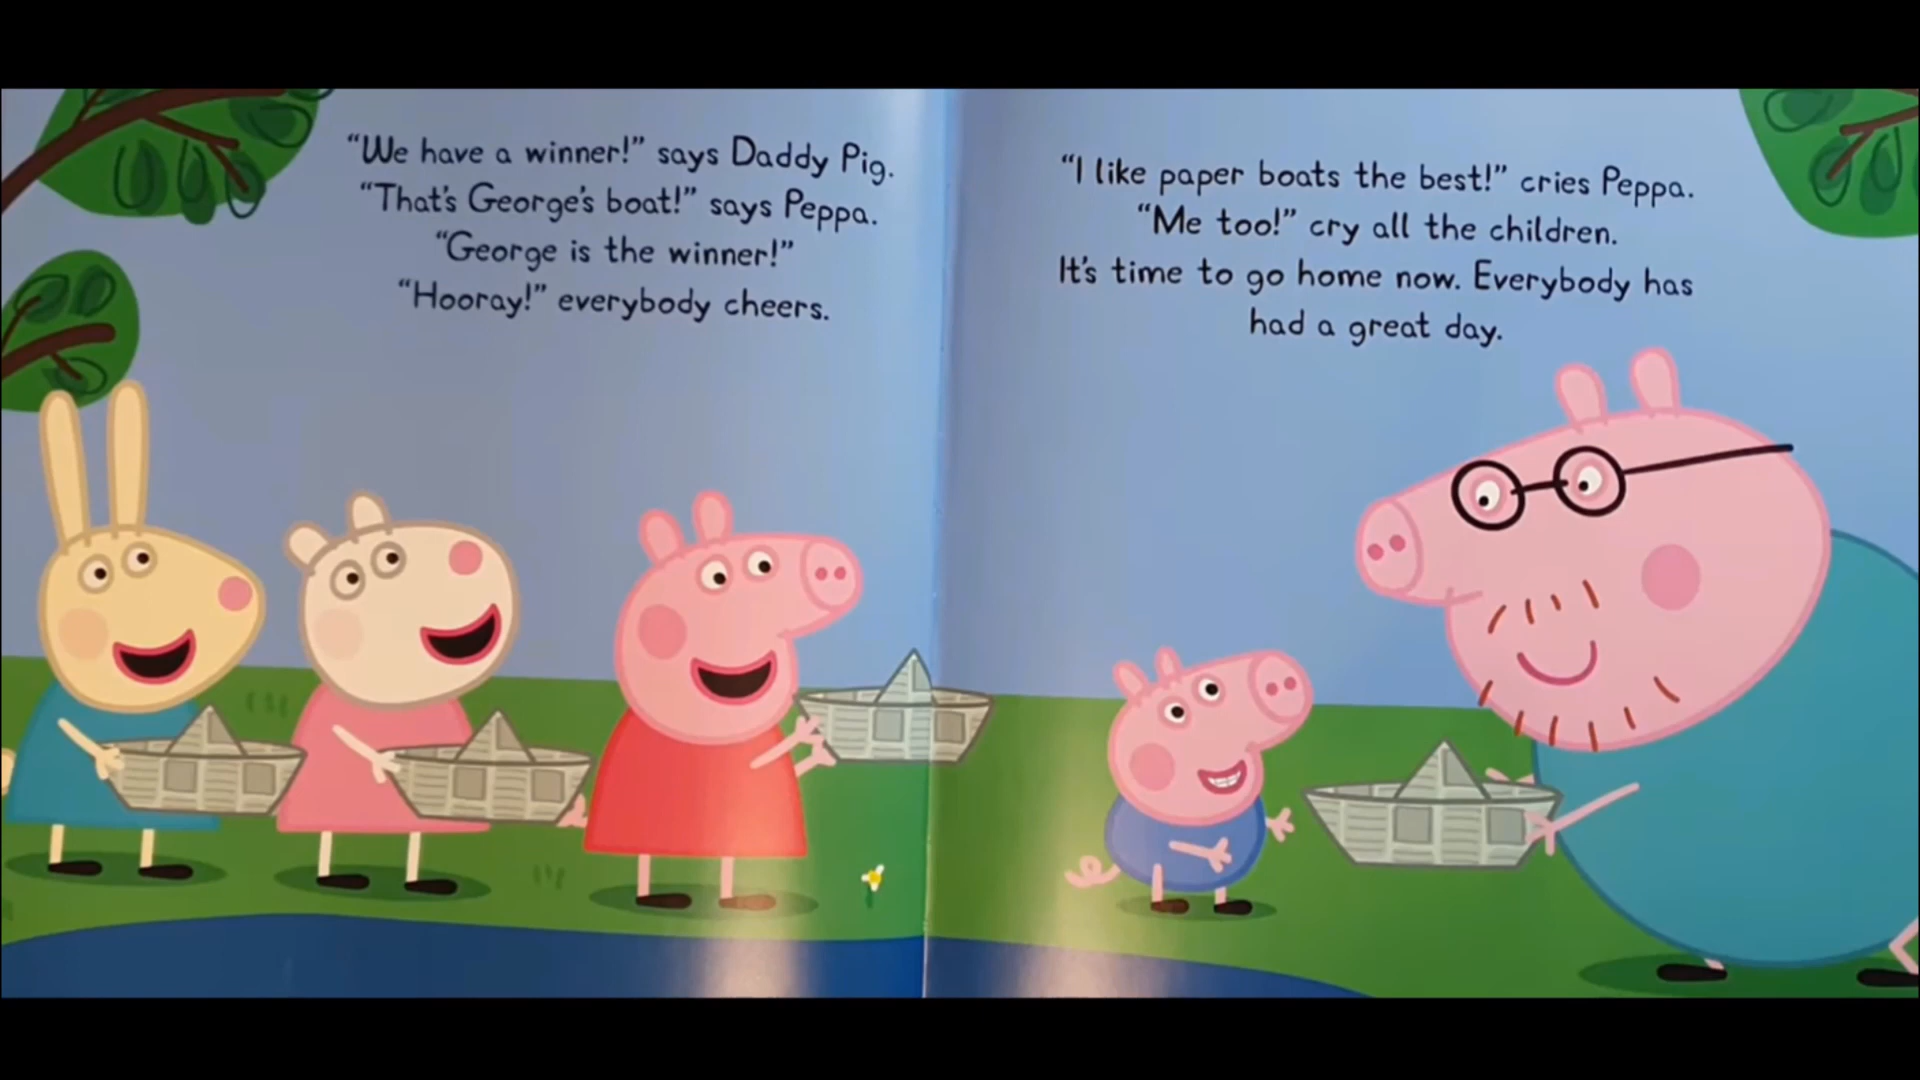 “We have a winner!” says Daddy Pig.
“That's George's boat!” says Peppa.
“George is the winner!”
“Hooray!” everybody cheers.
“I like paper boats the best!” cries Peppa.
“Me too!” cry all the children.
It's time to go home now. Everybody has
had a great day.